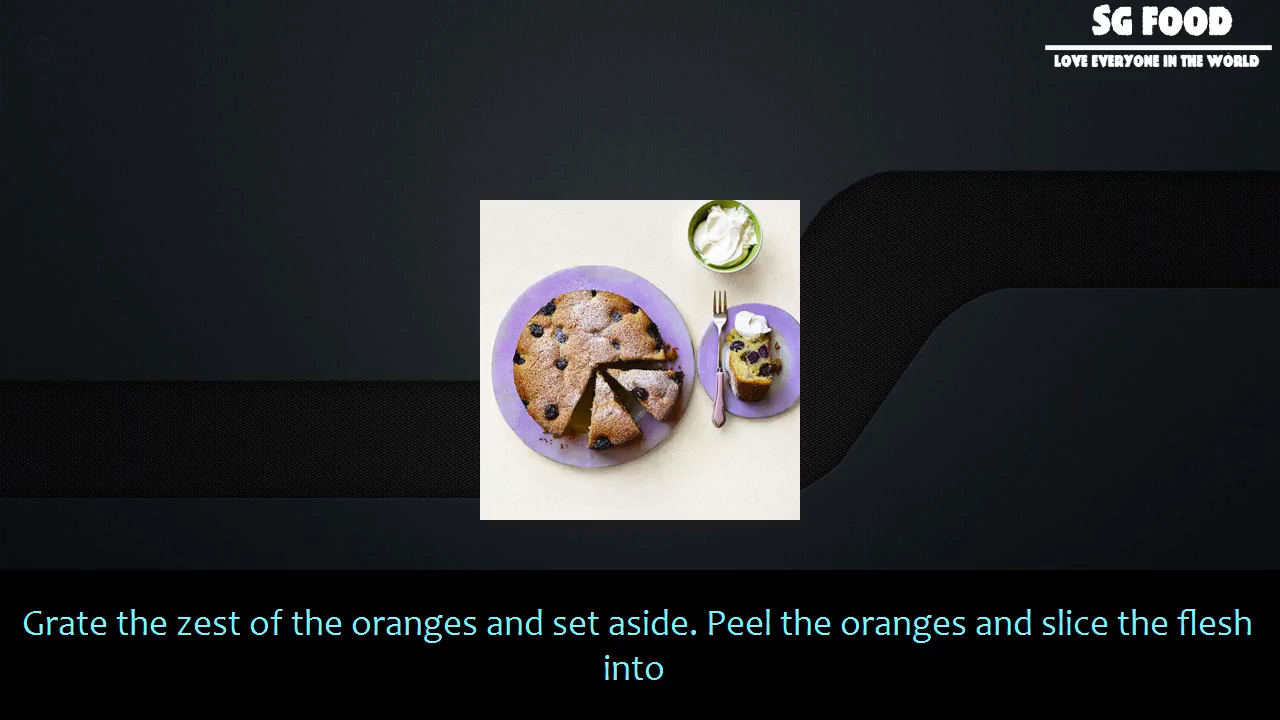 SG FOOD
LOVE EVERYONE IN THE WORLD
Grate the zest of the oranges and set aside. Peel the oranges and slice the flesh
into